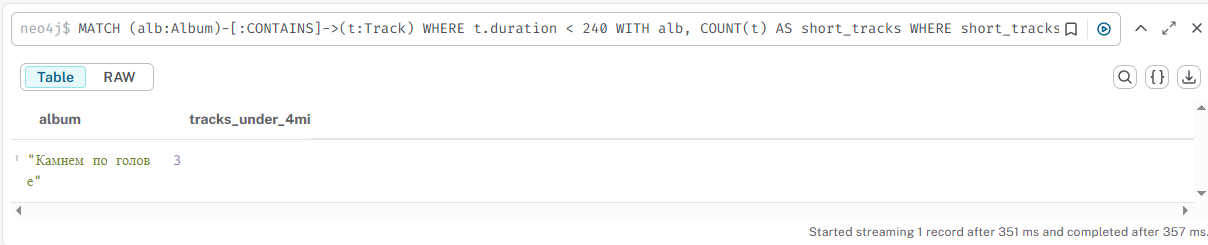 neo4j$ MATCH (alb:Album)-[:CONTAINS]->(t:Track) WHERE t.duration < 240 WITH alb, COUNT(t) AS short_tracks WHERE short_tracks
Table RAW
album tracks_under_4mi
1 "Камнем по голов 3
е"
Started streaming 1 record after 351 ms and completed after 357 ms.